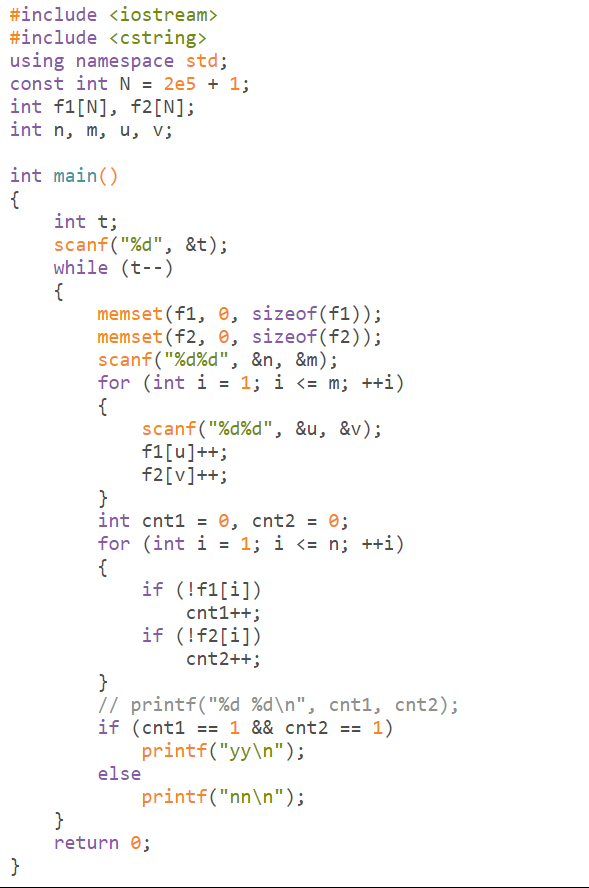 #include <iostream>
#include <cstring>
using namespace std;
const int N = 2e5 + 1;
int f1[N], f2[N];
int n, m, u, v;

int main()
{
    int t;
    scanf("%d", &t);
    while (t--)
    {
        memset(f1, 0, sizeof(f1));
        memset(f2, 0, sizeof(f2));
        scanf("%d%d", &n, &m);
        for (int i = 1; i <= m; ++i)
        {
            scanf("%d%d", &u, &v);
            f1[u]++;
            f2[v]++;
        }
        int cnt1 = 0, cnt2 = 0;
        for (int i = 1; i <= n; ++i)
        {
            if (!f1[i])
                cnt1++;
            if (!f2[i])
                cnt2++;
        }
        // printf("%d %d\n", cnt1, cnt2);
        if (cnt1 == 1 && cnt2 == 1)
            printf("yy\n");
        else
            printf("nn\n");
    }
    return 0;
}